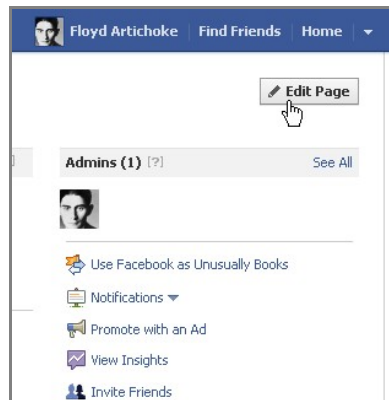 Floyd Artichoke Find Friends Home
Edit Page
Admins (1) [?] See All
Use Facebook as Unusually Books
Notifications
Promote with an Ad
View Insights
Invite Friends